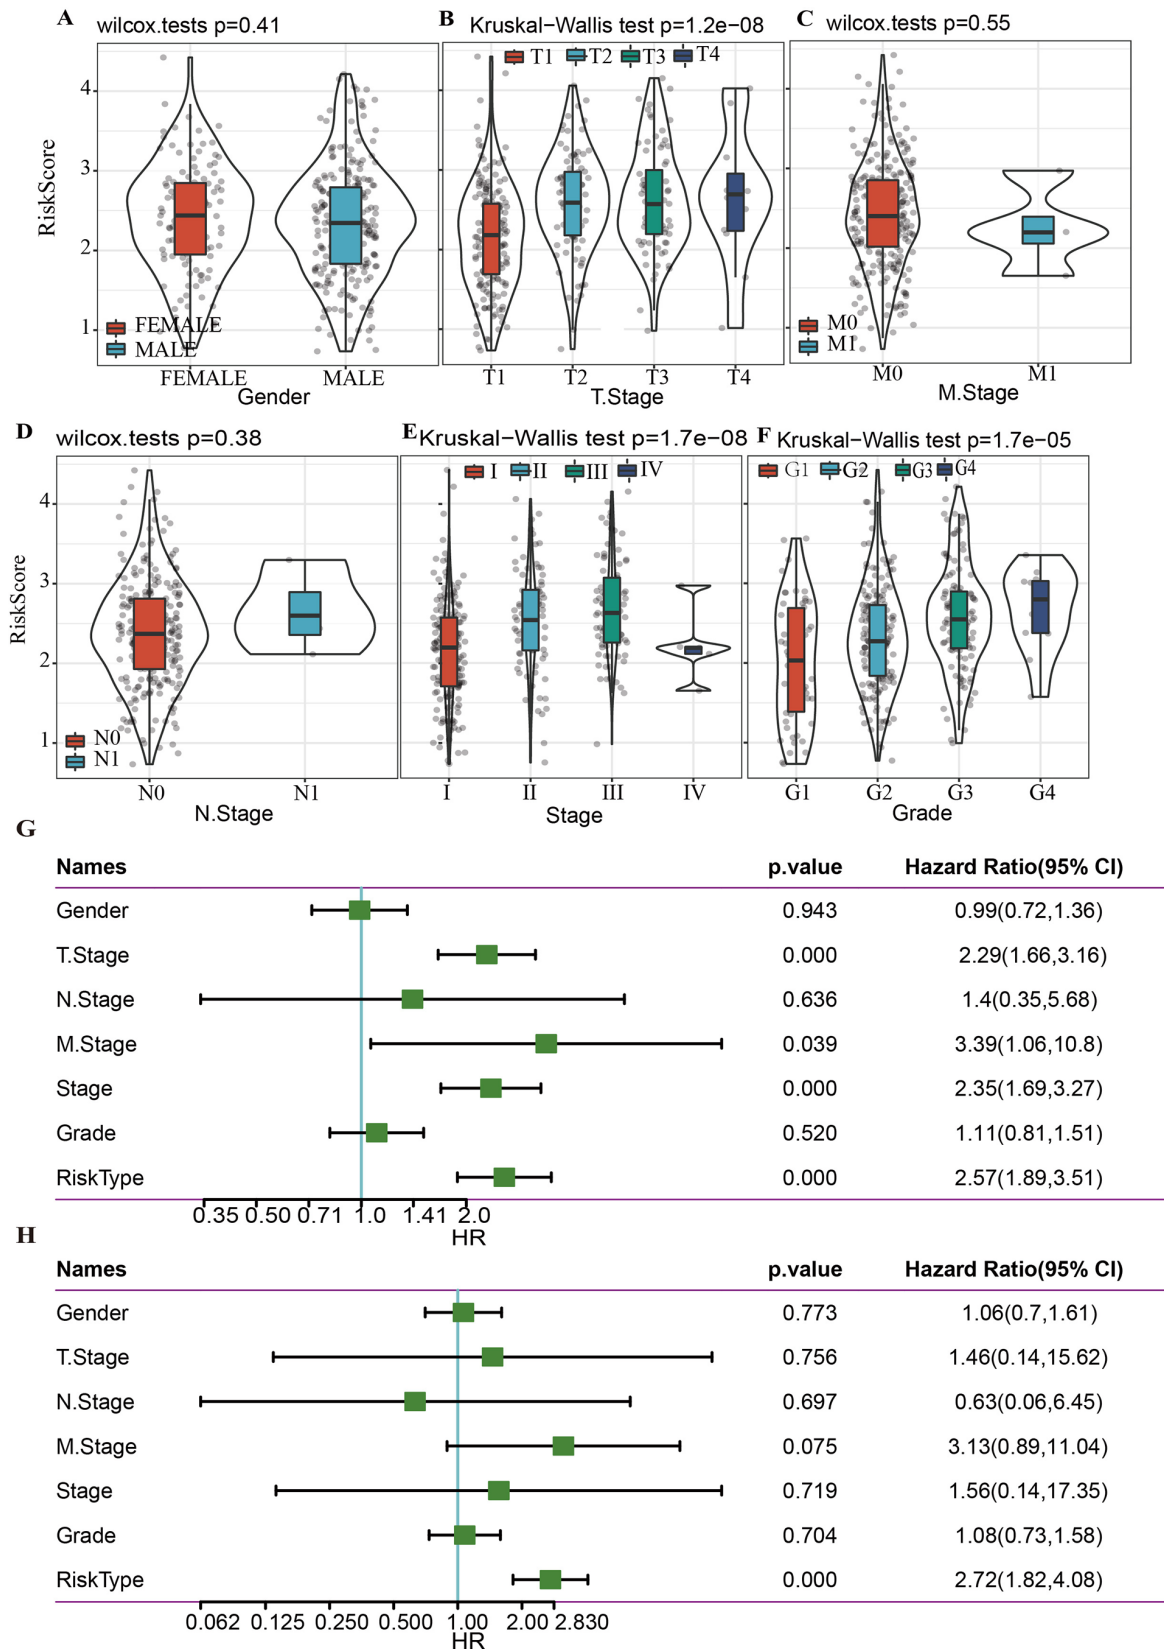 A wilcox.tests p=0.41
B Kruskal-Wallis test p=1.2e-08
C wilcox.tests p=0.55
T1 T2 T3 T4
RiskScore
4
3
2
1
FEMALE
MALE
M0
M1
FEMALE MALE
Gender
T1 T2 T3 T4
T.Stage
M0 M1
M.Stage
D wilcox.tests p=0.38
E Kruskal-Wallis test p=1.7e-08
F Kruskal-Wallis test p=1.7e-05
I II III IV
G1 G2 G3 G4
RiskScore
4
3
2
1
N0
N1
N0 N1
N.Stage
I II III IV
Stage
G1 G2 G3 G4
Grade
G
Names p.value Hazard Ratio(95% CI)
Gender 0.943 0.99(0.72,1.36)
T.Stage 0.000 2.29(1.66,3.16)
N.Stage 0.636 1.4(0.35,5.68)
M.Stage 0.039 3.39(1.06,10.8)
Stage 0.000 2.35(1.69,3.27)
Grade 0.520 1.11(0.81,1.51)
RiskType 0.000 2.57(1.89,3.51)
0.35 0.50 0.71 1.0 1.41 2.0
HR
H
Names p.value Hazard Ratio(95% CI)
Gender 0.773 1.06(0.7,1.61)
T.Stage 0.756 1.46(0.14,15.62)
N.Stage 0.697 0.63(0.06,6.45)
M.Stage 0.075 3.13(0.89,11.04)
Stage 0.719 1.56(0.14,17.35)
Grade 0.704 1.08(0.73,1.58)
RiskType 0.000 2.72(1.82,4.08)
0.062 0.125 0.250 0.500 1.00 2.00 2.830
HR